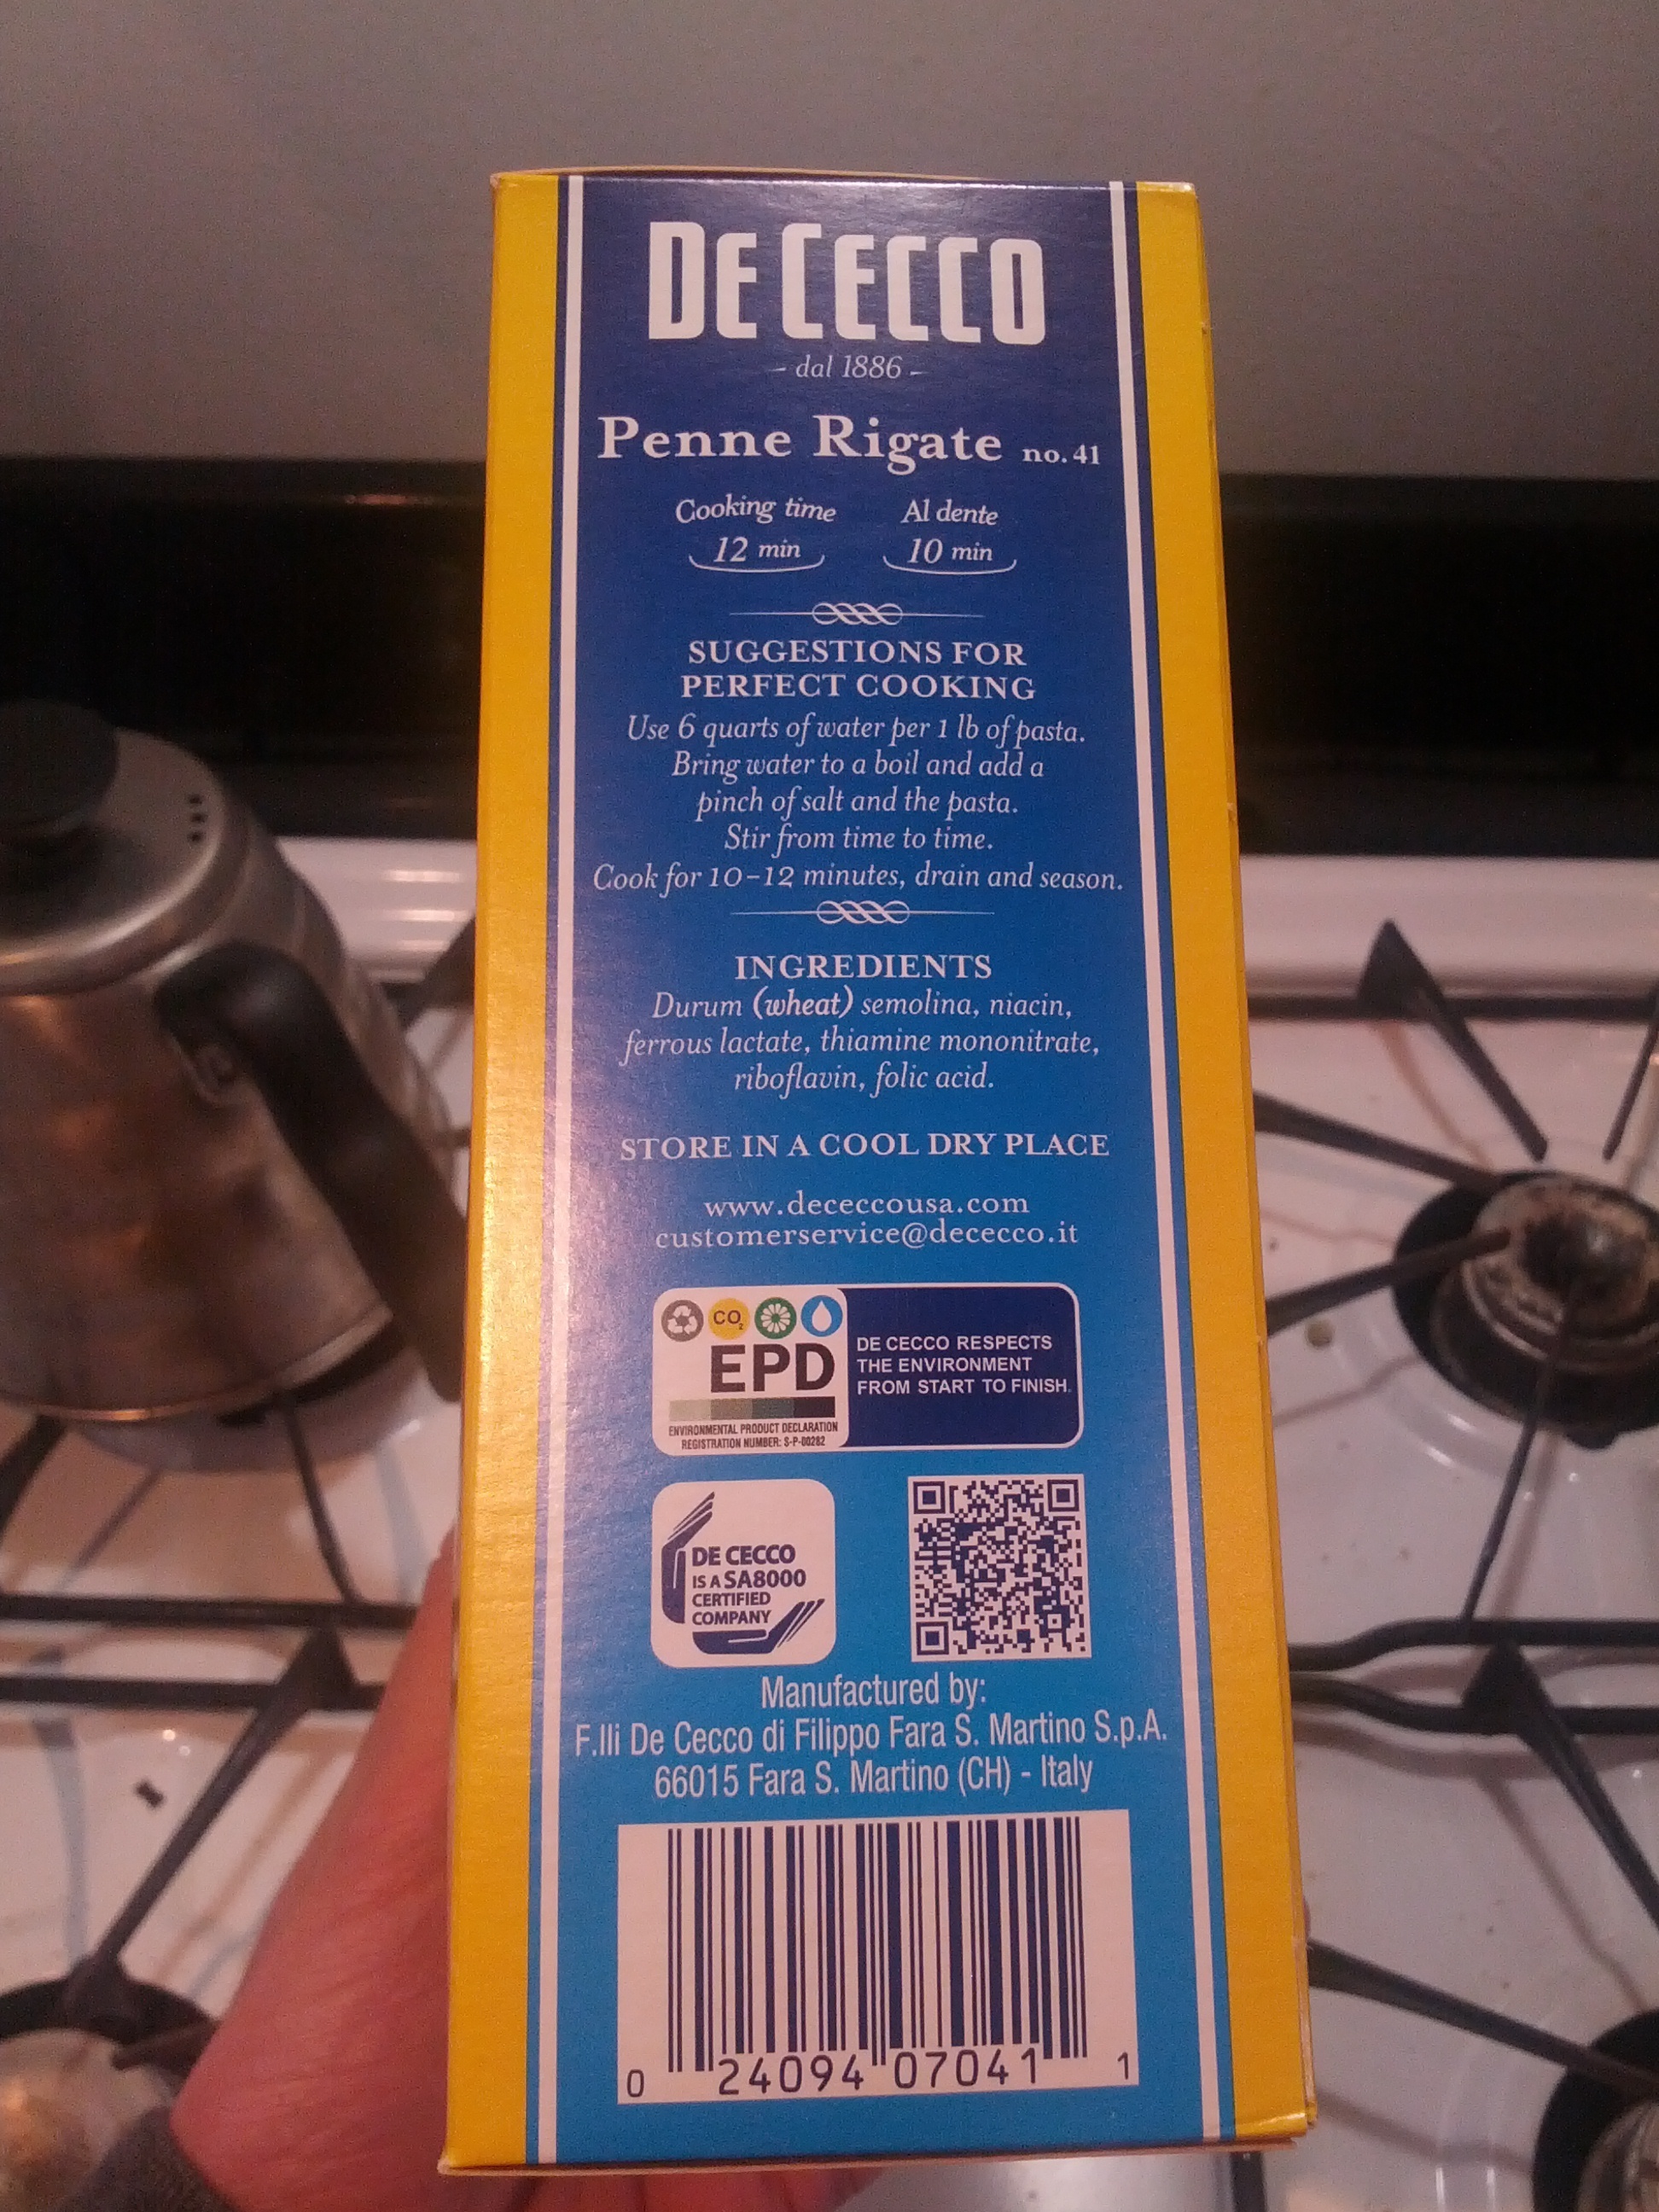 DE CECCO
- dal 1886 -
Penne Rigate no. 41
Cooking time Al dente
12 min 10 min
SUGGESTIONS FOR
PERFECT COOKING
Use 6 quarts of water per 1 lb of pasta.
Bring water to a boil and add a
pinch of salt and the pasta.
Stir from time to time.
Cook for 10-12 minutes, drain and season.
INGREDIENTS
Durum (wheat) semolina, niacin,
ferrous lactate, thiamine mononitrate,
riboflavin, folic acid.
STORE IN A COOL DRY PLACE
www.dececcousa.com
customerservice@dececco.it
CO2
EPD
ENVIRONMENTAL PRODUCT DECLARATION
REGISTRATION NUMBER: S-P-00282
DE CECCO RESPECTS
THE ENVIRONMENT
FROM START TO FINISH.
DE CECCO
IS A SA8000
CERTIFIED
COMPANY
Manufactured by:
F.lli De Cecco di Filippo Fara S. Martino S.p.A.
66015 Fara S. Martino (CH) - Italy
0 24094 07041 1